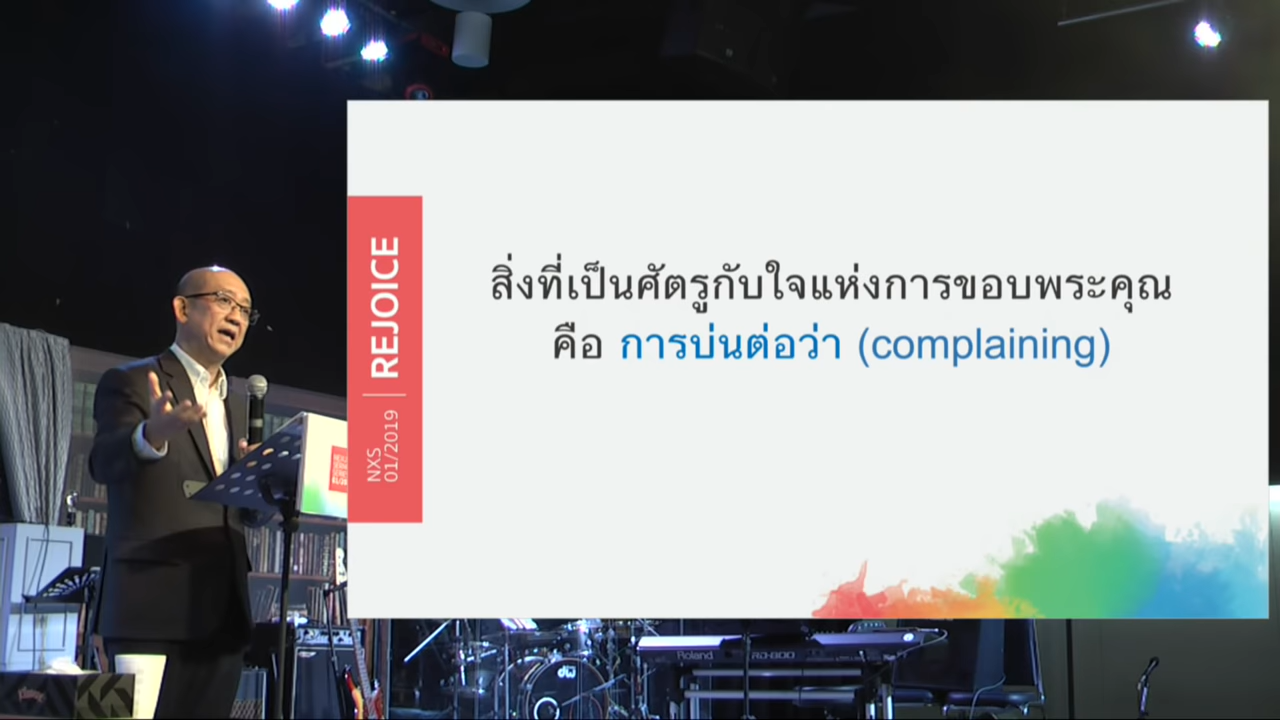 สิ่งที่เป็นศัตรูกับใจแห่งการขอบพระคุณ
คือ การบ่นต่อว่า (complaining)
REJOICE
NXS
01/2019
Roland
RD-800
dw